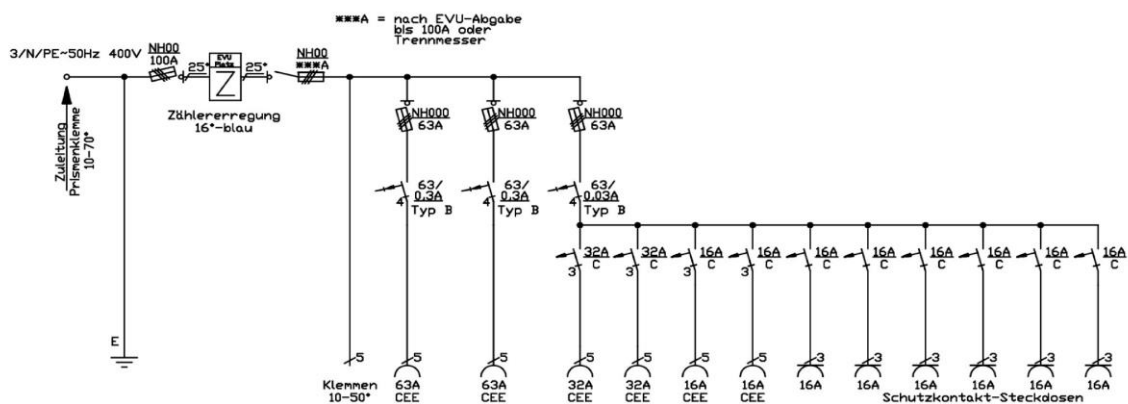 ***A = nach EVU-Abgabe
bis 100A oder
Trennmesser
3/N/PE~50Hz 400V
NH00
100A
25°
EVU
Platz
Z
25°
NH00
***A
Zählererregung
16°-blau
Zuleitung
Prismenklemme
10-70°
NH000
63A
NH000
63A
NH000
63A
63/
0,3A
Typ B
4
63/
0,3A
Typ B
4
63/
0,03A
Typ B
4
32A
C
3
32A
C
3
16A
C
3
16A
C
3
16A
C
16A
C
16A
C
16A
C
16A
C
16A
C
E
5
5
5
5
5
5
5
3
3
3
3
3
3
Klemmen
10-50°
63A
CEE
63A
CEE
32A
CEE
32A
CEE
16A
CEE
16A
CEE
16A
16A
16A
16A
16A
16A
Schutzkontakt-Steckdosen